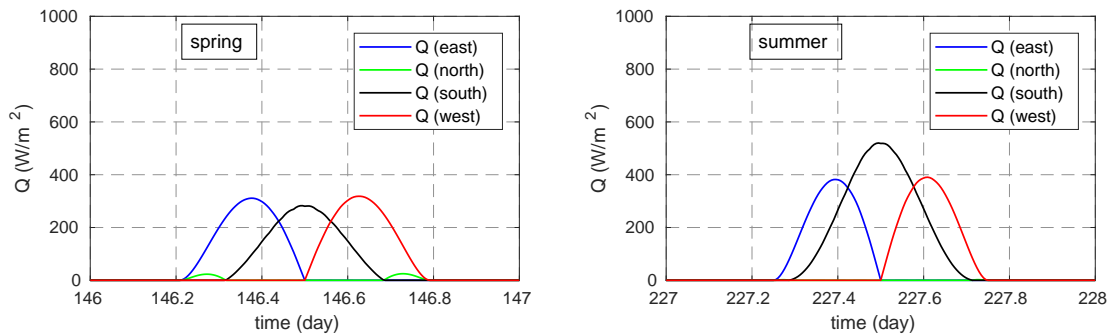 spring
Q (east)
Q (north)
Q (south)
Q (west)
1000
800
600
400
200
0
Q (W/m²)
146 146.2 146.4 146.6 146.8 147
time (day)
summer
Q (east)
Q (north)
Q (south)
Q (west)
1000
800
600
400
200
0
Q (W/m²)
227 227.2 227.4 227.6 227.8 228
time (day)